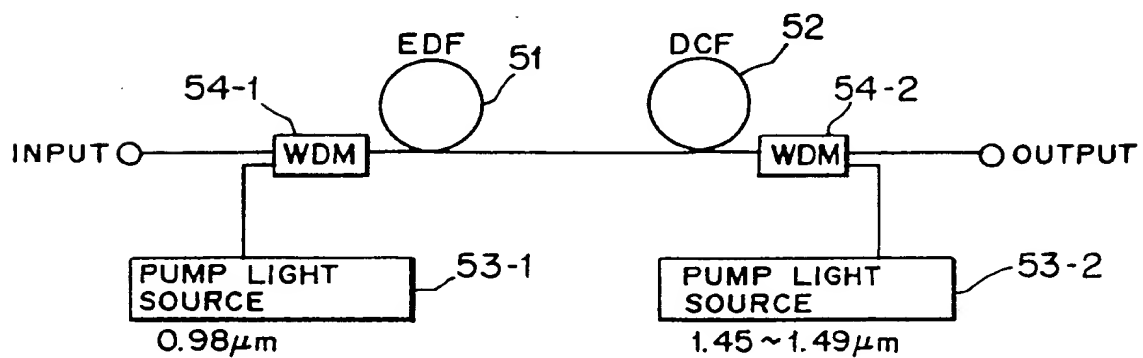 EDF
51
DCF
52
54-1
54-2
INPUT
WDM
WDM
OUTPUT
PUMP LIGHT
SOURCE
53-1
PUMP LIGHT
SOURCE
53-2
0.98μm
1.45~1.49μm